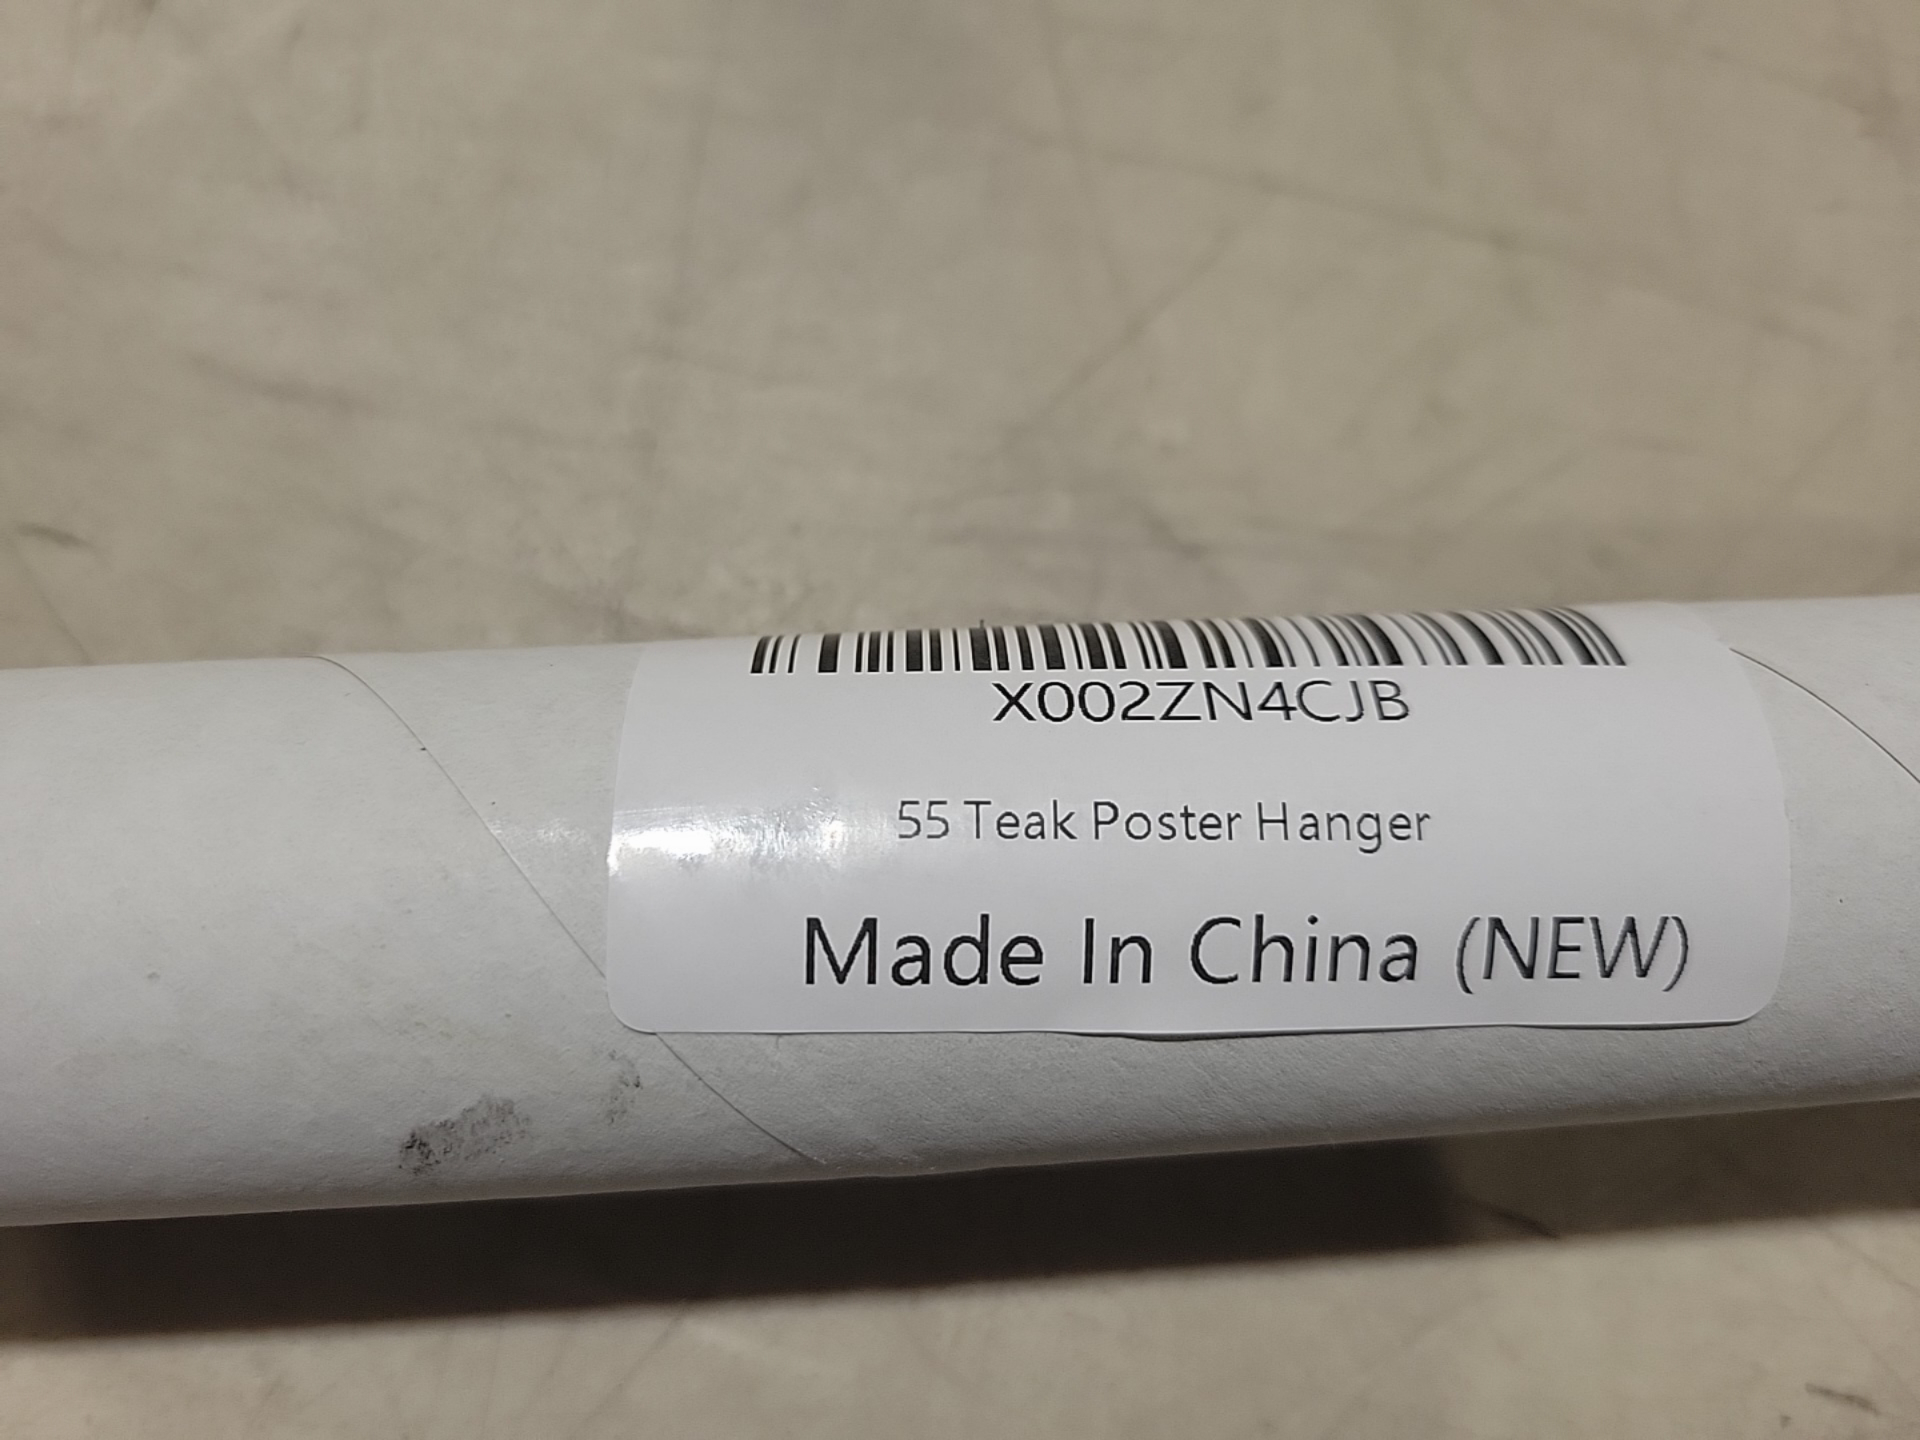 X002ZN4CJB
55 Teak Poster Hanger
Made In China (NEW)